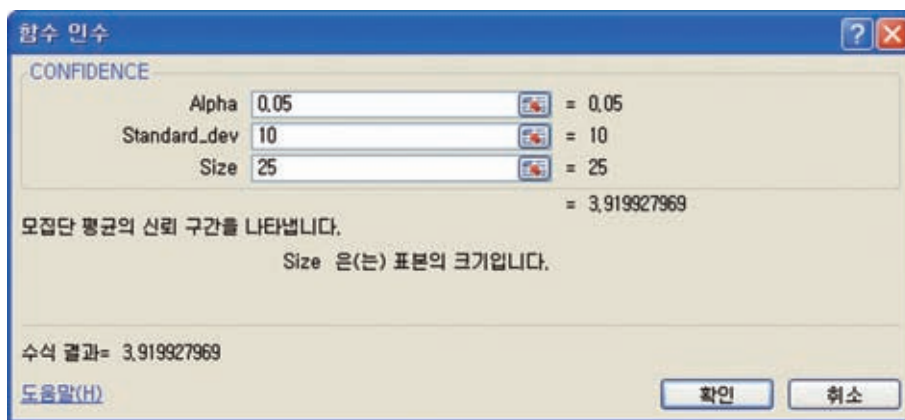 함수 인수
CONFIDENCE
Alpha 0.05 = 0.05
Standard_dev 10 = 10
Size 25 = 25
= 3.919927969
모집단 평균의 신뢰 구간을 나타냅니다.
Size 은(는) 표본의 크기입니다.
수식 결과= 3.919927969
도움말(H)
확인 취소